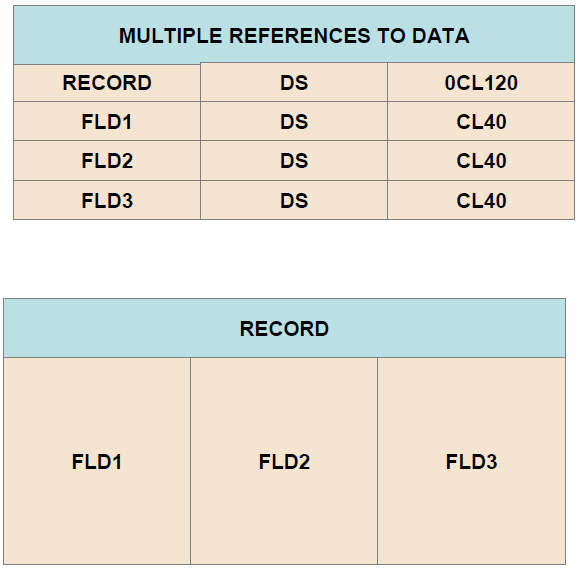 MULTIPLE REFERENCES TO DATA
RECORD DS 0CL120
FLD1 DS CL40
FLD2 DS CL40
FLD3 DS CL40
RECORD
FLD1 FLD2 FLD3